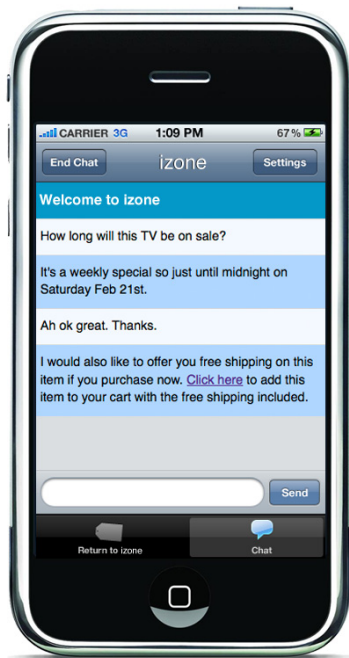 CARRIER 3G 1:09 PM 67%
End Chat izone Settings
Welcome to izone
How long will this TV be on sale?
It's a weekly special so just until midnight on
Saturday Feb 21st.
Ah ok great. Thanks.
I would also like to offer you free shipping on this
item if you purchase now. Click here to add this
item to your cart with the free shipping included.
Send
Return to izone Chat